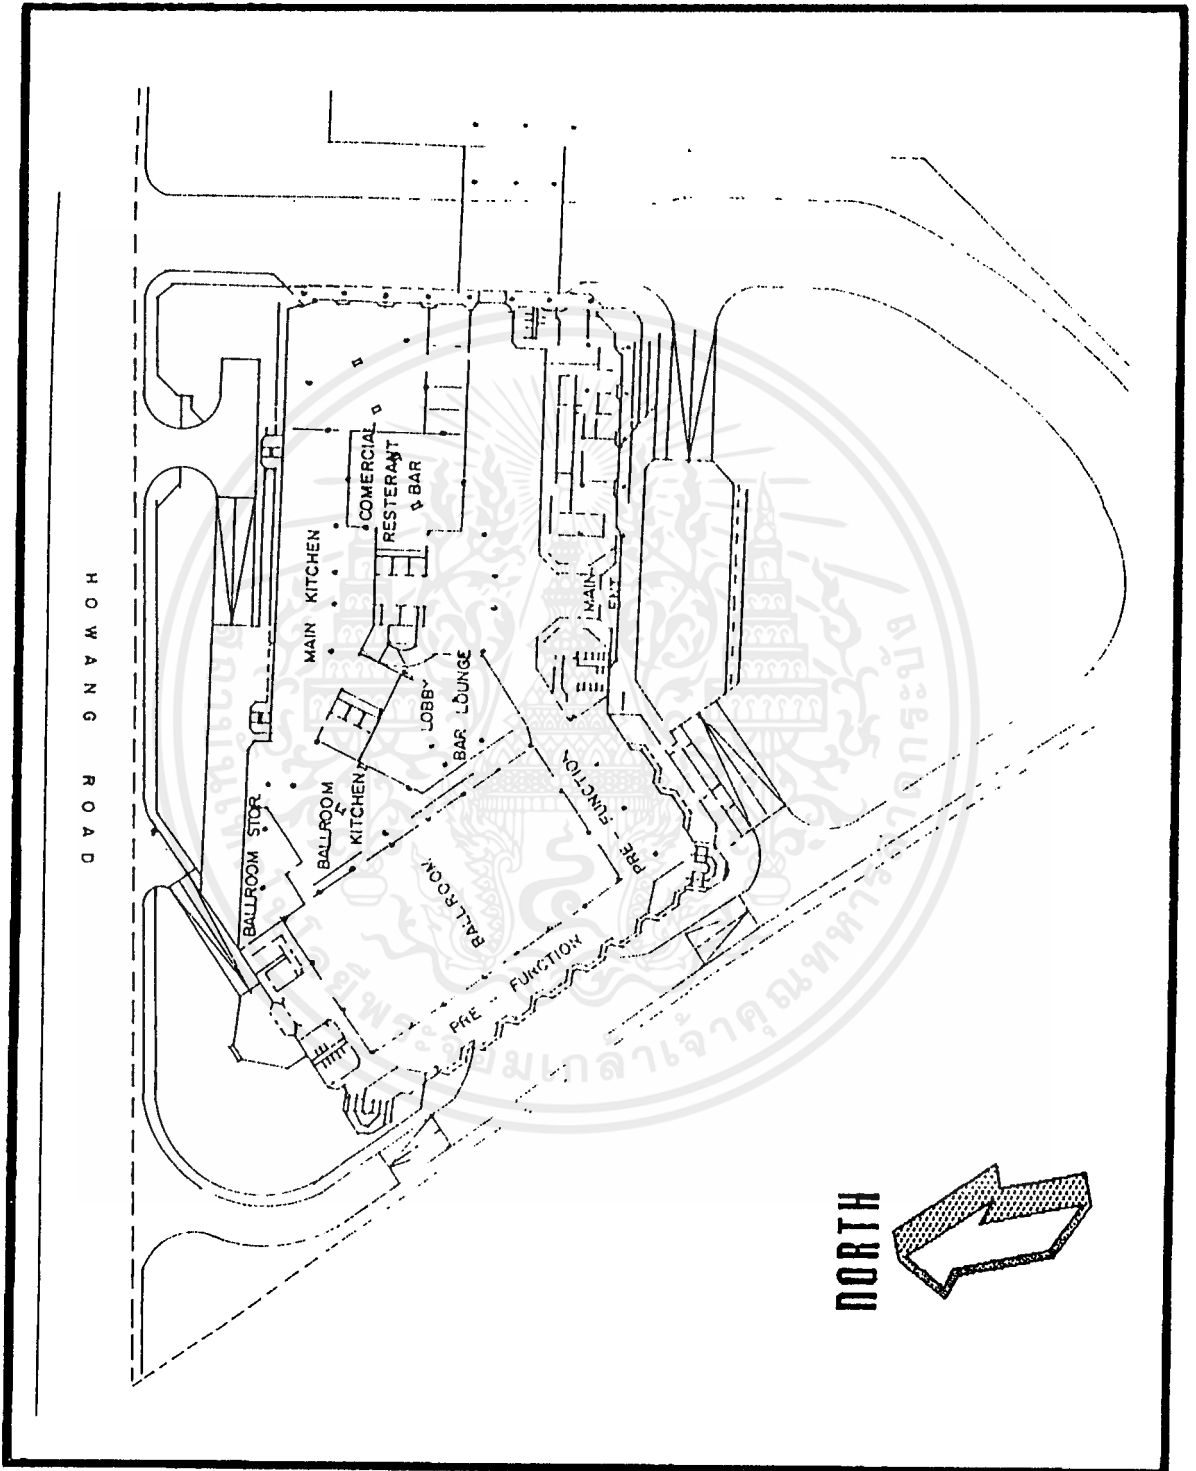 HOWANG ROAD
MAIN KITCHEN
COMERCIAL
RESTERANT
BAR
LOBBY
BAR LOUNGE
MAIN
ENT
BALLROOM STOR
BALLROOM
KITCHEN
BALLROOM
PRE - FUNCTION
PRE - FUNCTION
NORTH